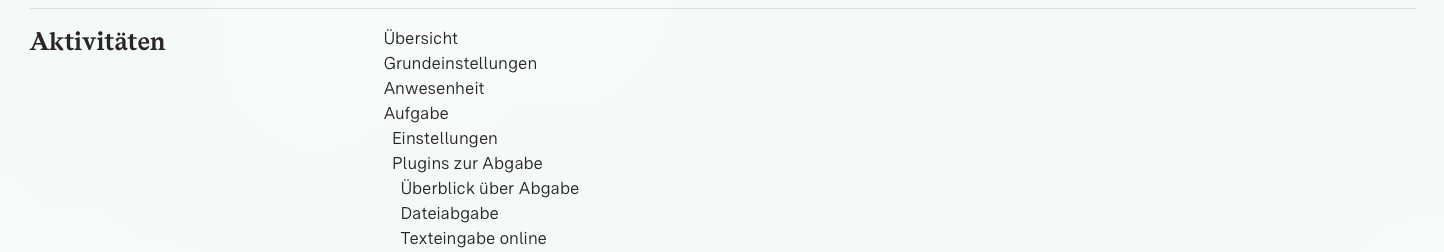 Aktivitäten
Übersicht
Grundeinstellungen
Anwesenheit
Aufgabe
Einstellungen
Plugins zur Abgabe
Überblick über Abgabe
Dateiabgabe
Texteingabe online